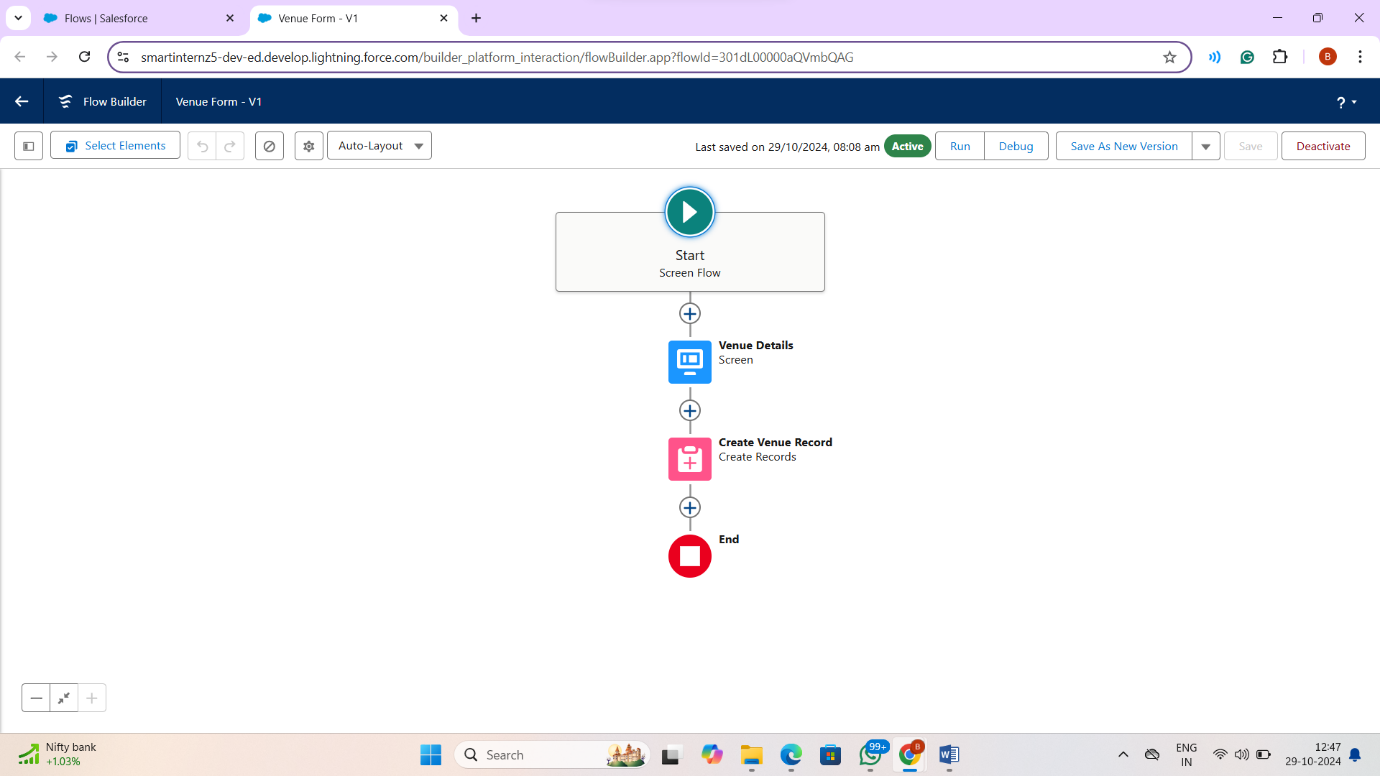 Flows | Salesforce
Venue Form - V1
smartinternz5-dev-ed.develop.lightning.force.com/builder_platform_interaction/flowBuilder.app?flowId=301dL00000aQVmbQAG
B
Flow Builder
Venue Form - V1
?
Select Elements
Auto-Layout
Last saved on 29/10/2024, 08:08 am
Active
Run
Debug
Save As New Version
Save
Deactivate
Start
Screen Flow
Venue Details
Screen
Create Venue Record
Create Records
End
Nifty bank
+1.03%
Search
99+
8
ENG
IN
12:47
29-10-2024